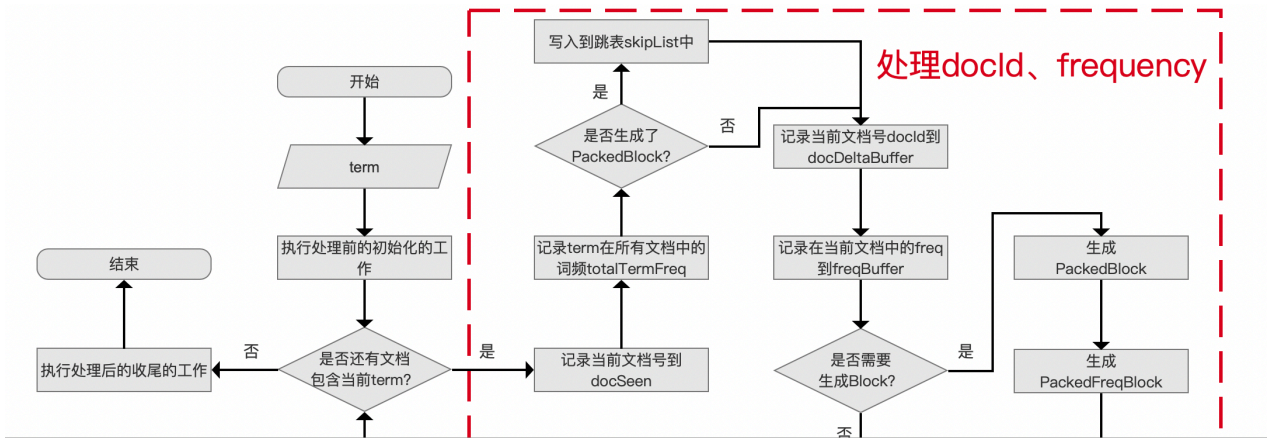 开始
term
执行处理前的初始化的工
作
是否还有文档
包含当前term?
否
执行处理后的收尾的工作
结束
是
处理docId、frequency
记录当前文档号到
docSeen
记录term在所有文档中的
词频totalTermFreq
是否生成了
PackedBlock?
是
写入到跳表skipList中
否
记录当前文档号docId到
docDeltaBuffer
记录在当前文档中的freq
到freqBuffer
是否需要
生成Block?
是
生成
PackedBlock
生成
PackedFreqBlock
否